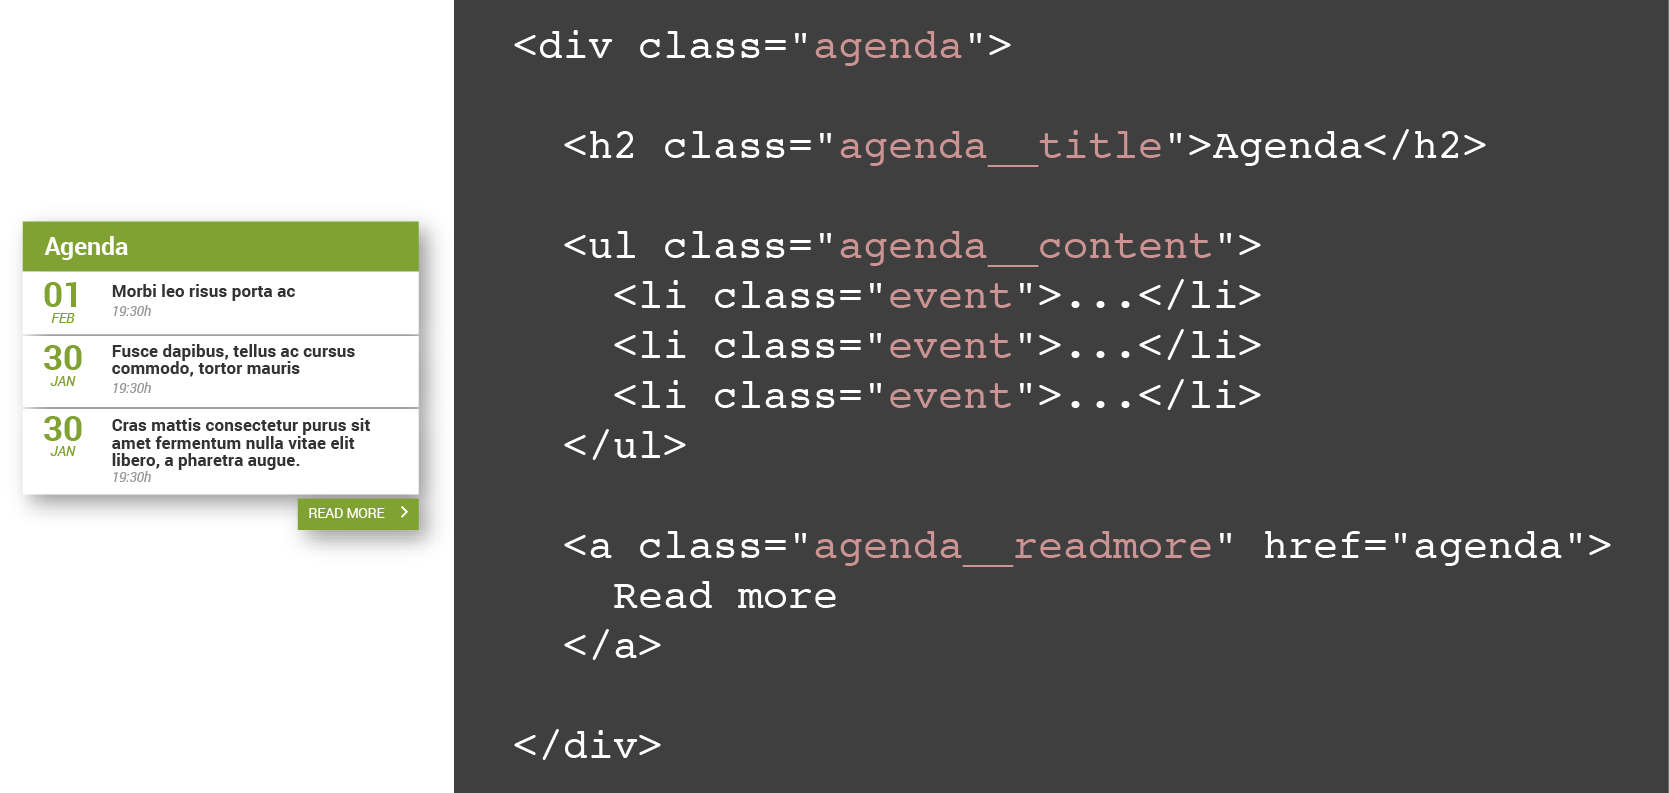 Agenda
01
FEB
Morbi leo risus porta ac
19:30h
30
JAN
Fusce dapibus, tellus ac cursus
commodo, tortor mauris
19:30h
30
JAN
Cras mattis consectetur purus sit
amet fermentum nulla vitae elit
libero, a pharetra augue.
19:30h
READ MORE
<div class="agenda">
<h2 class="agenda__title">Agenda</h2>
<ul class="agenda__content">
<li class="event">...</li>
<li class="event">...</li>
<li class="event">...</li>
</ul>
<a class="agenda__readmore" href="agenda">
Read more
</a>
</div>